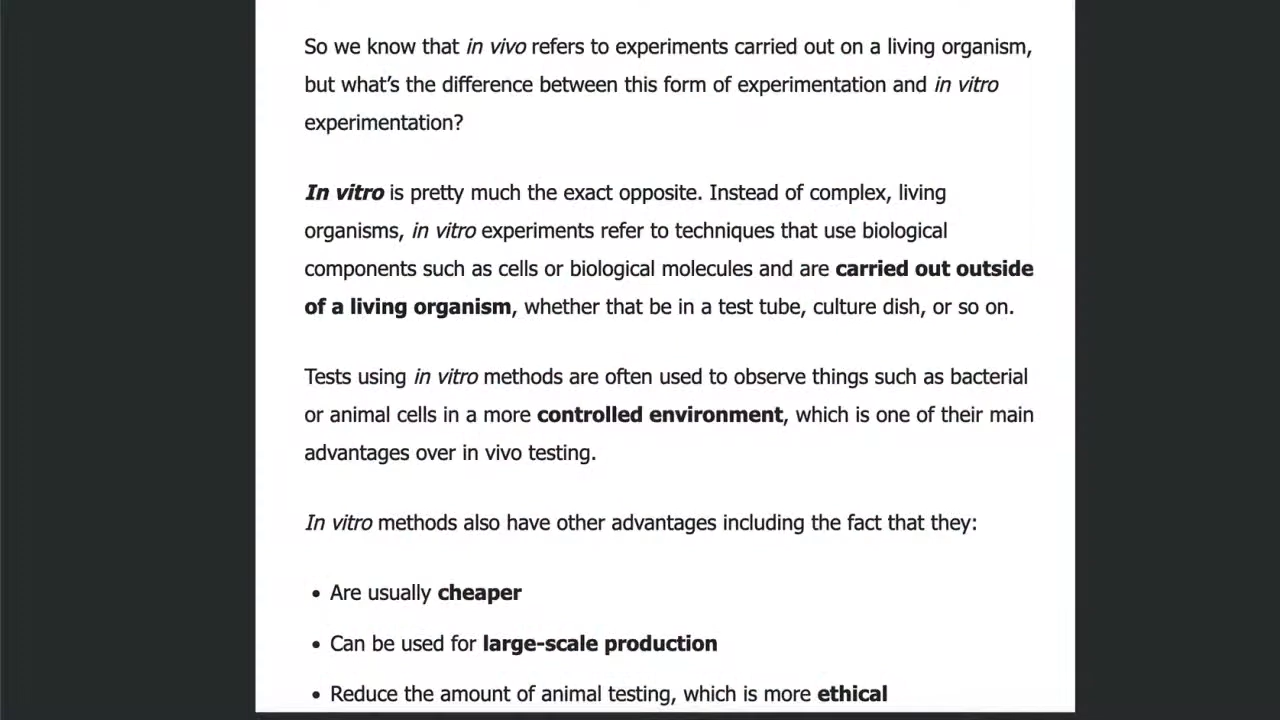 So we know that in vivo refers to experiments carried out on a living organism,
but what’s the difference between this form of experimentation and in vitro
experimentation?
In vitro is pretty much the exact opposite. Instead of complex, living
organisms, in vitro experiments refer to techniques that use biological
components such as cells or biological molecules and are carried out outside
of a living organism, whether that be in a test tube, culture dish, or so on.
Tests using in vitro methods are often used to observe things such as bacterial
or animal cells in a more controlled environment, which is one of their main
advantages over in vivo testing.
In vitro methods also have other advantages including the fact that they:
• Are usually cheaper
• Can be used for large-scale production
• Reduce the amount of animal testing, which is more ethical